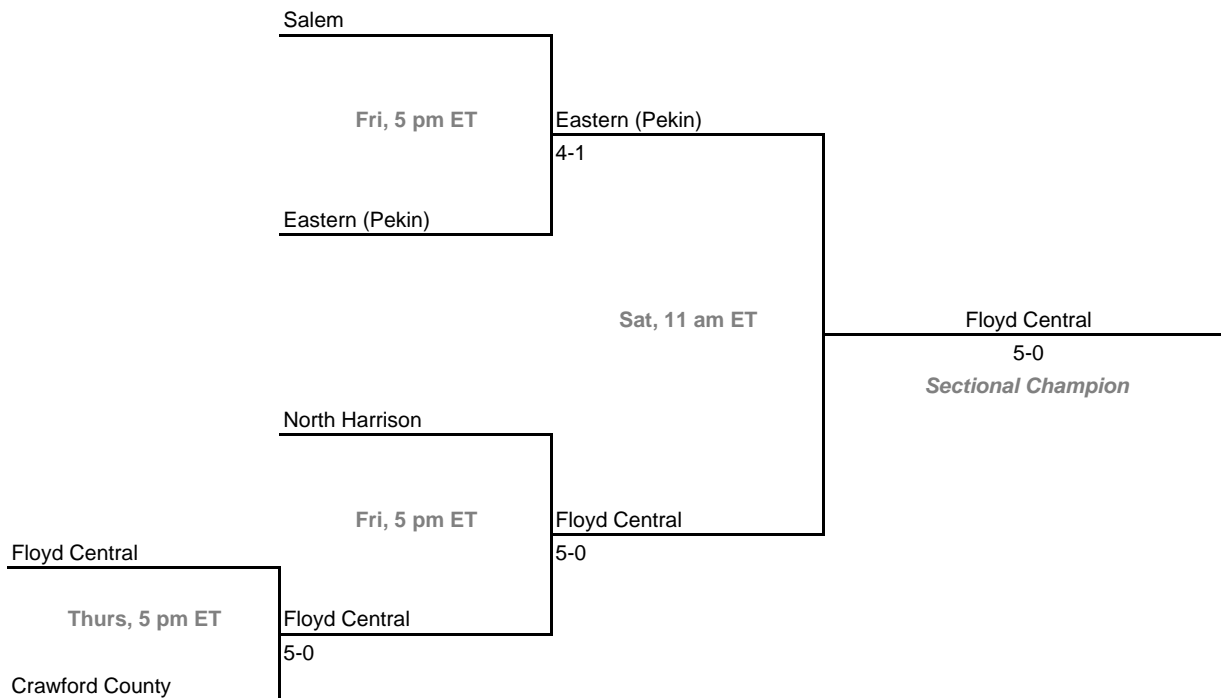 Salem
Fri, 5 pm ET
Eastern (Pekin)
4-1
Eastern (Pekin)
Sat, 11 am ET
Floyd Central
5-0
Sectional Champion
North Harrison
Fri, 5 pm ET
Floyd Central
5-0
Floyd Central
Thurs, 5 pm ET
Floyd Central
5-0
Crawford County